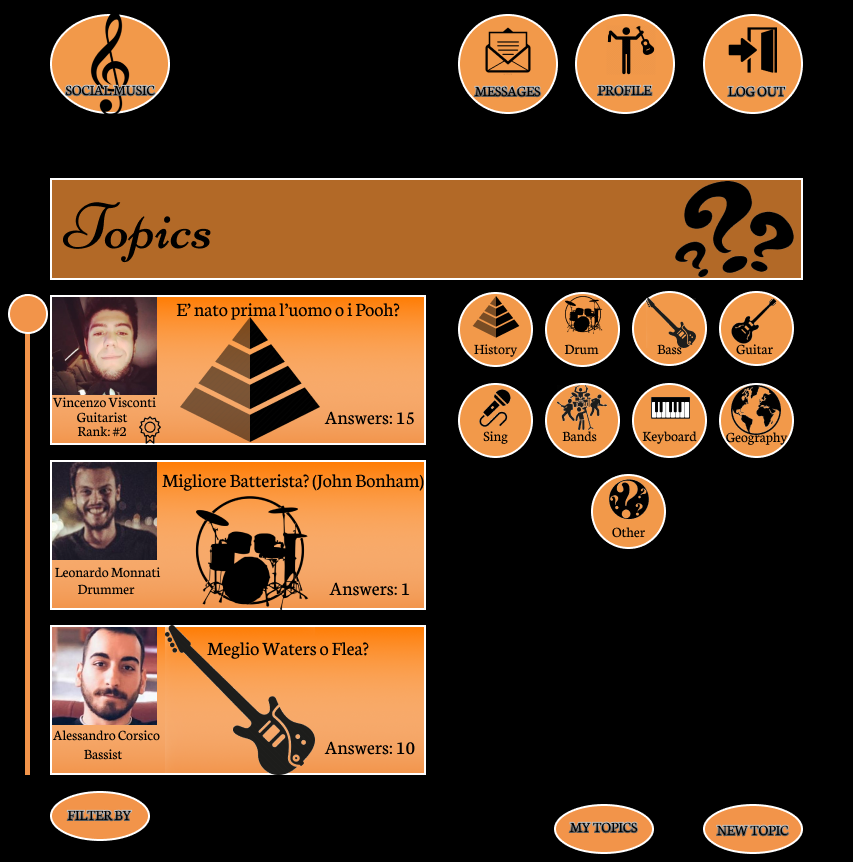 SOCIAL MUSIC
MESSAGES
PROFILE
LOG OUT
Topics
E' nato prima l'uomo o i Pooh?
Vincenzo Visconti
Guitarist
Rank: #2
Answers: 15
Migliore Batterista? (John Bonham)
Leonardo Monnati
Drummer
Answers: 1
Meglio Waters o Flea?
Alessandro Corsico
Bassist
Answers: 10
History
Drum
Bass
Guitar
Sing
Bands
Keyboard
Geography
Other
FILTER BY
MY TOPICS
NEW TOPIC